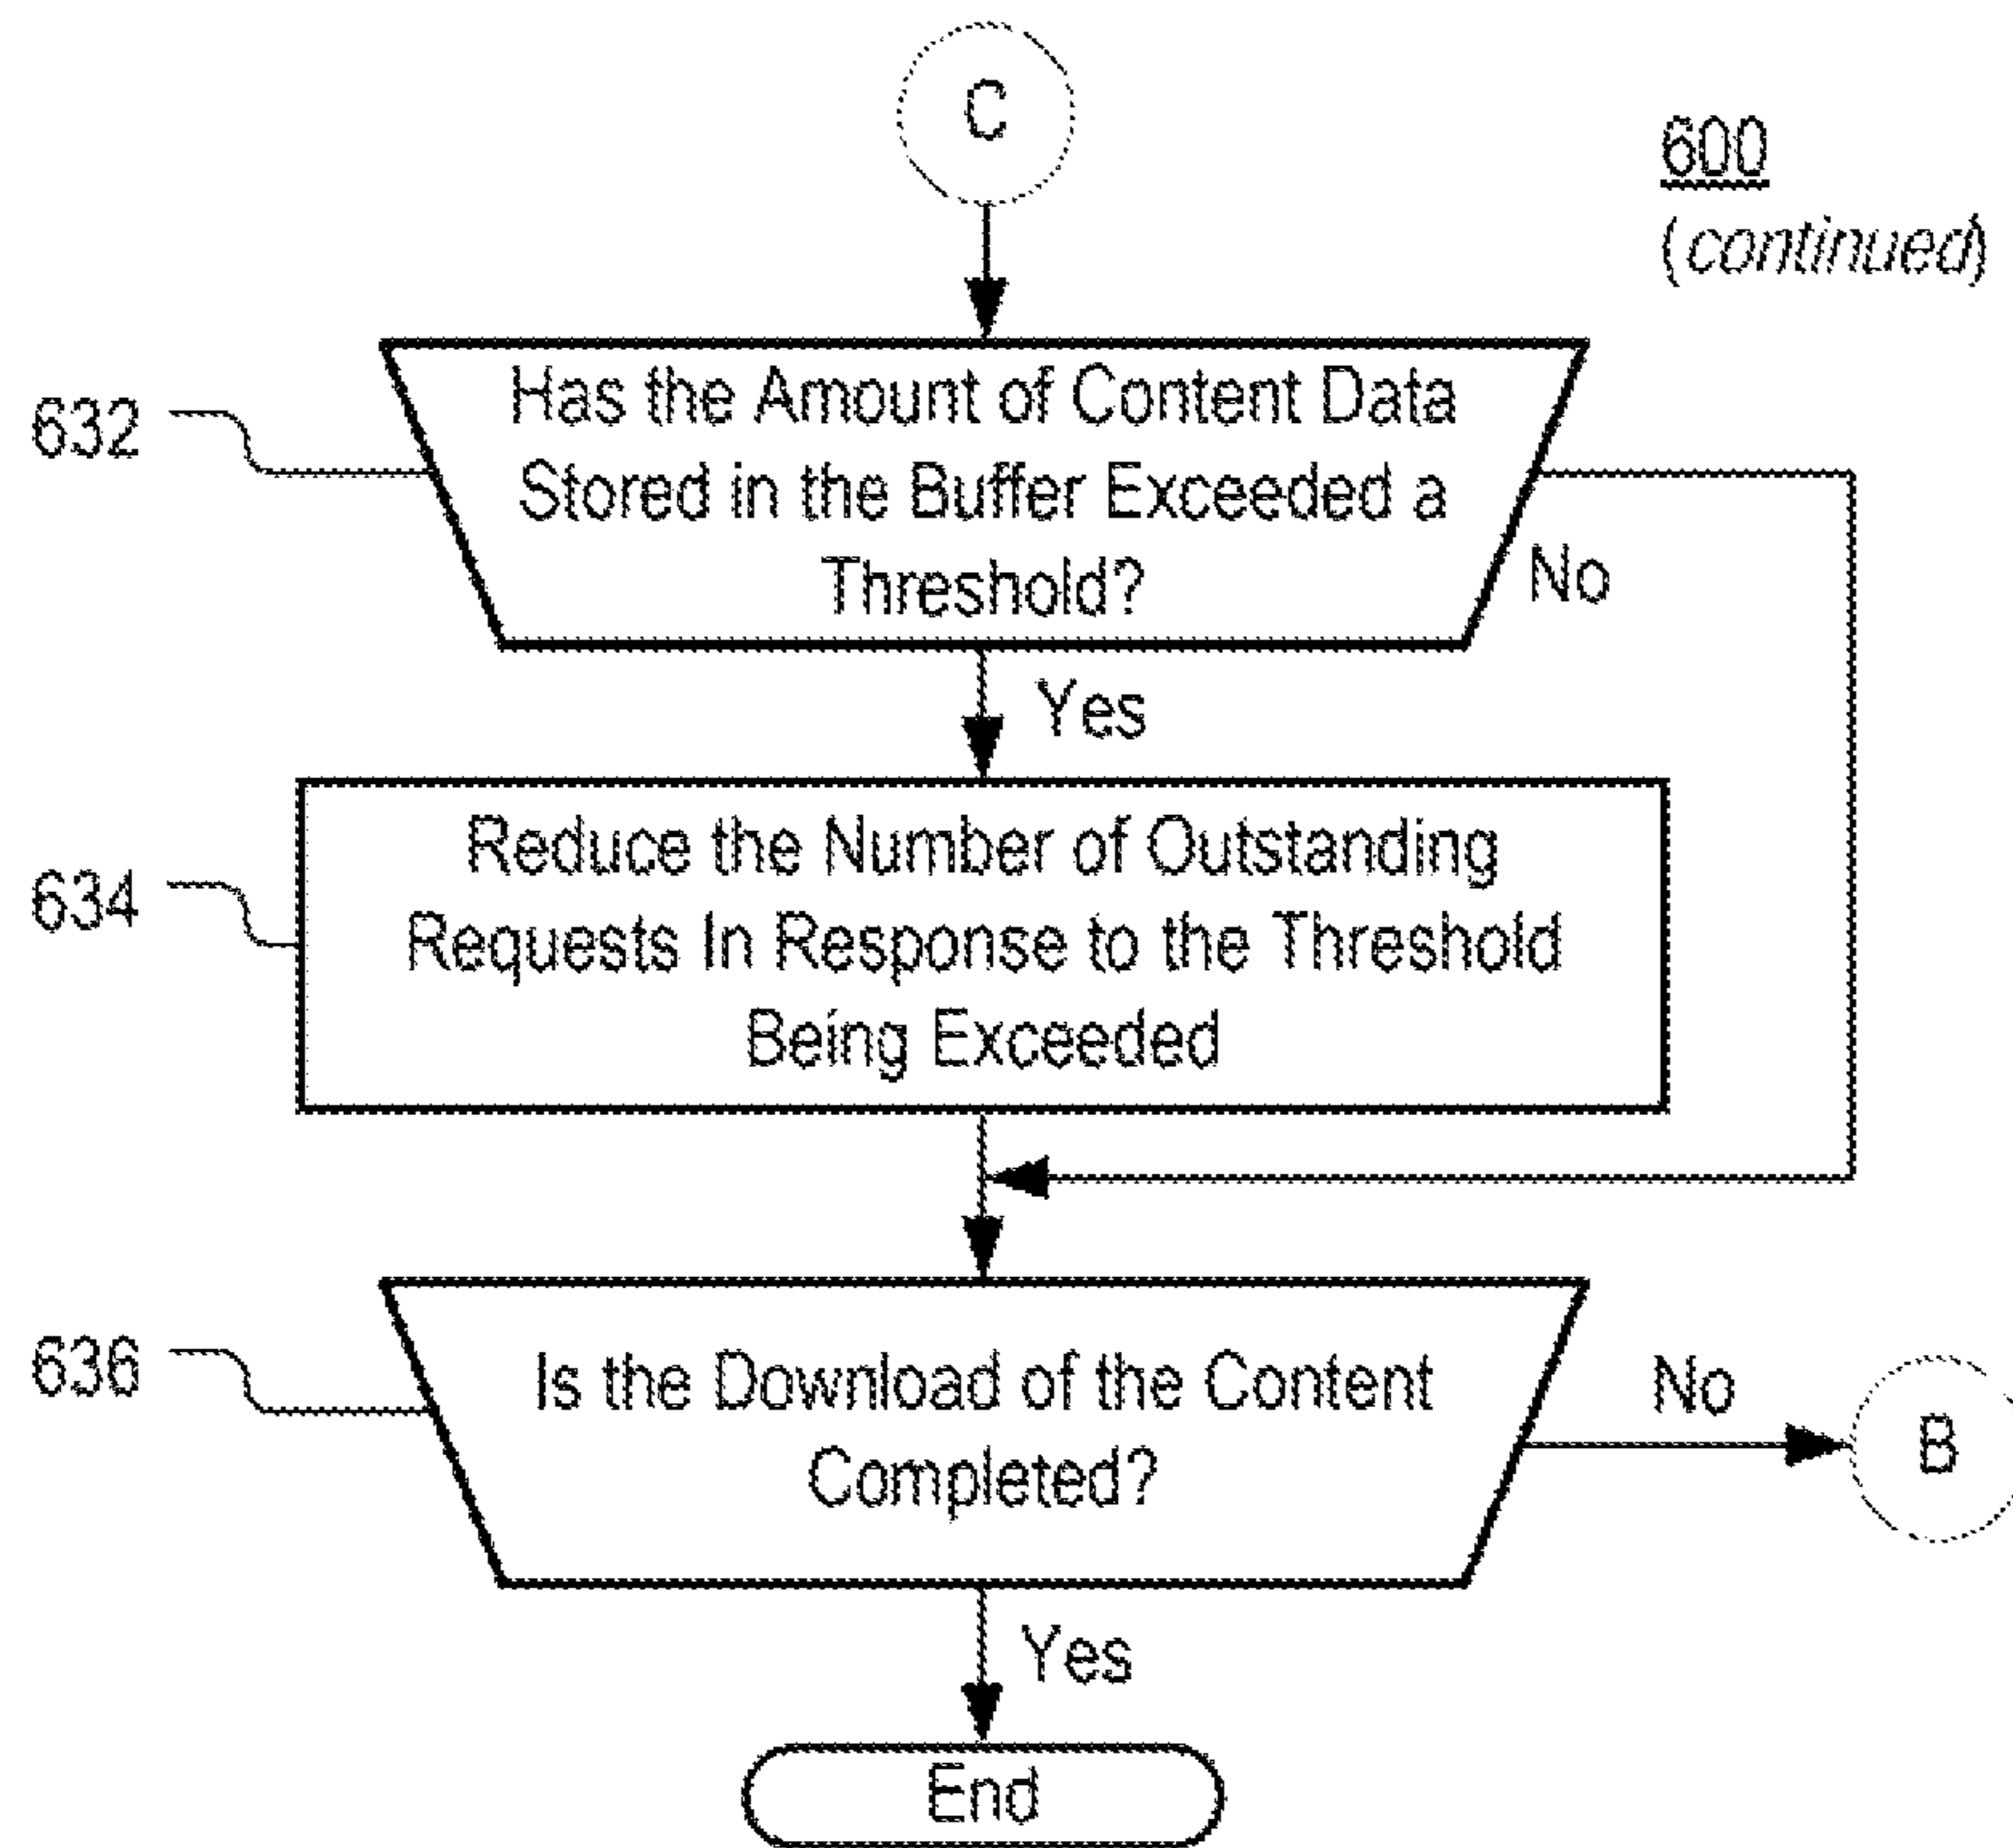 C
600
(continued)
632
Has the Amount of Content Data
Stored in the Buffer Exceeded a
Threshold?
No
Yes
634
Reduce the Number of Outstanding
Requests In Response to the Threshold
Being Exceeded
636
Is the Download of the Content
Completed?
No
B
Yes
End